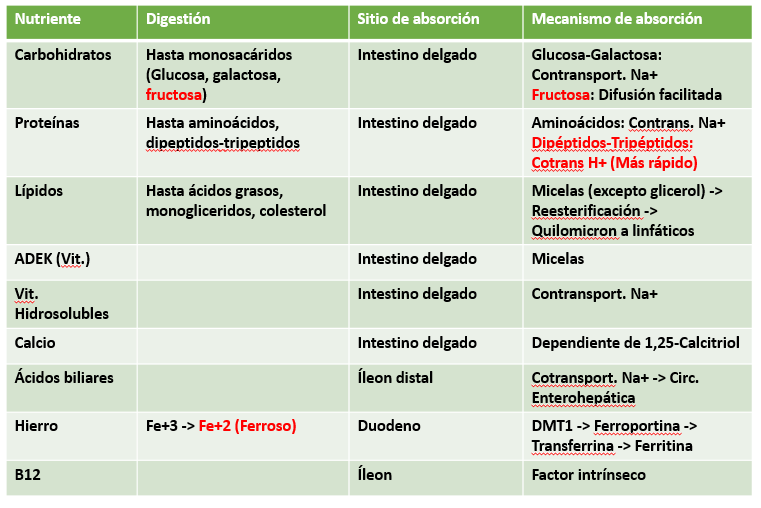 Nutriente Digestión Sitio de absorción Mecanismo de absorción
Carbohidratos Hasta monosacáridos Intestino delgado Glucosa-Galactosa:
(Glucosa, galactosa, Contransport. Na+
fructosa) Fructosa: Difusión facilitada
Proteínas Hasta aminoácidos, Intestino delgado Aminoácidos: Contrans. Na+
dipeptidos-tripeptidos Dipéptidos-Tripéptidos:
Cotrans H+ (Más rápido)
Lípidos Hasta ácidos grasos, Intestino delgado Micelas (excepto glicerol) ->
monogliceridos, colesterol Reesterificación ->
Quilomicron a linfáticos
ADEK (Vit.) Intestino delgado Micelas
Vit. Intestino delgado Contransport. Na+
Hidrosolubles
Calcio Intestino delgado Dependiente de 1,25-Calcitriol
Ácidos biliares Íleon distal Cotransport. Na+ -> Circ.
Enterohepática
Hierro Fe+3 -> Fe+2 (Ferroso) Duodeno DMT1 -> Ferroportina ->
Transferrina -> Ferritina
B12 Íleon Factor intrínseco